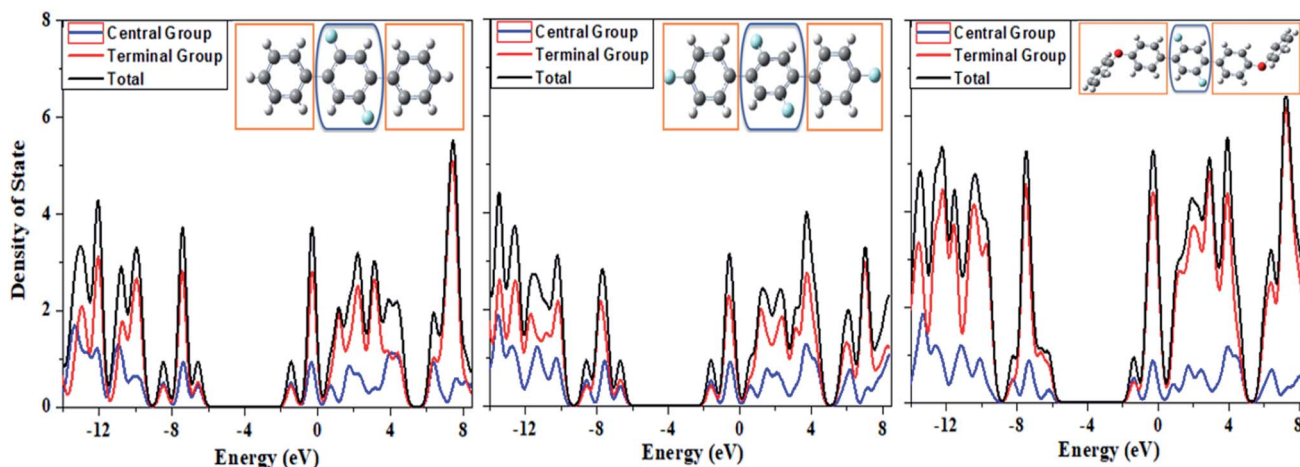 Density of State
8
6
4
2
0
Central Group
Terminal Group
Total
-12 -8 -4 0 4 8
Energy (eV)
Central Group
Terminal Group
Total
-12 -8 -4 0 4 8
Energy (eV)
Central Group
Terminal Group
Total
-12 -8 -4 0 4 8
Energy (eV)